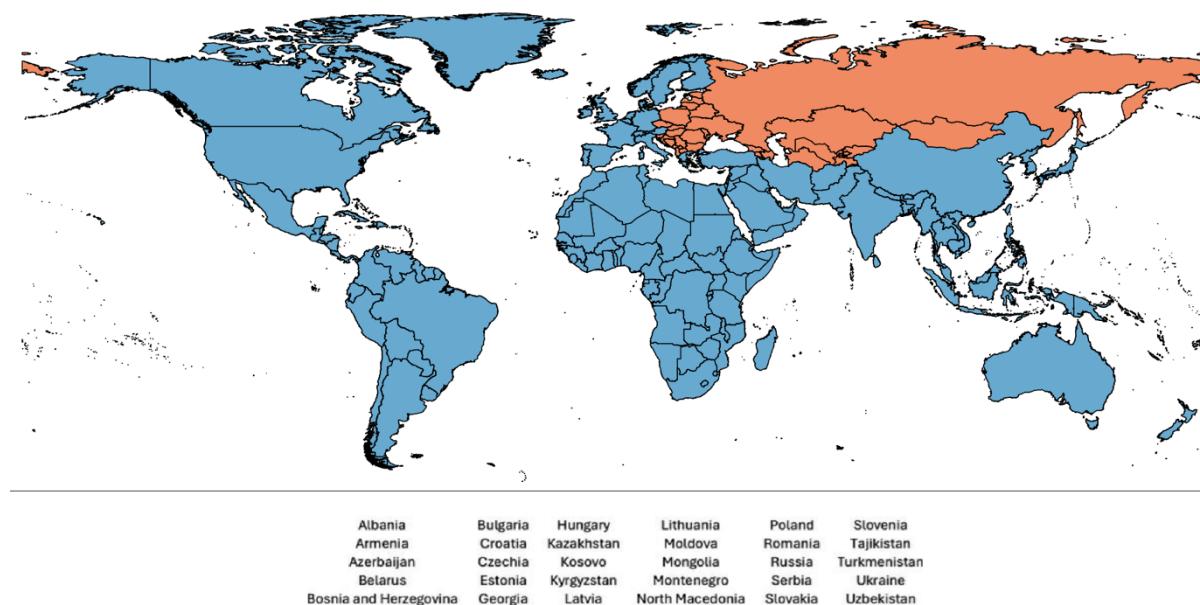 Albania Bulgaria Hungary Lithuania Poland Slovenia
Armenia Croatia Kazakhstan Moldova Romania Tajikistan
Azerbaijan Czechia Kosovo Mongolia Russia Turkmenistan
Belarus Estonia Kyrgyzstan Montenegro Serbia Ukraine
Bosnia and Herzegovina Georgia Latvia North Macedonia Slovakia Uzbekistan